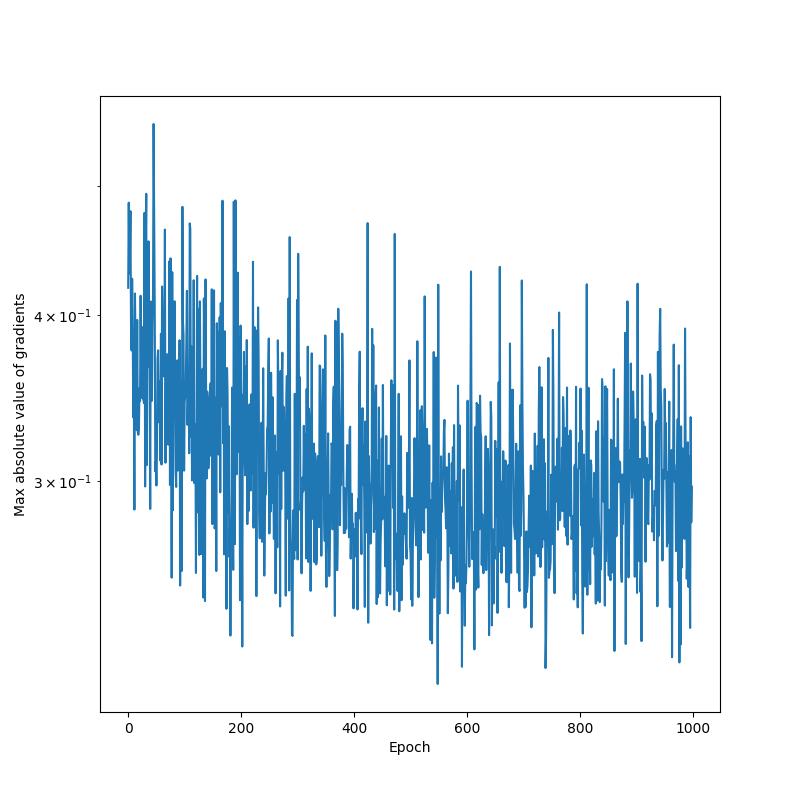 Max absolute value of gradients
4 × 10⁻¹
3 × 10⁻¹
0 200 400 600 800 1000
Epoch